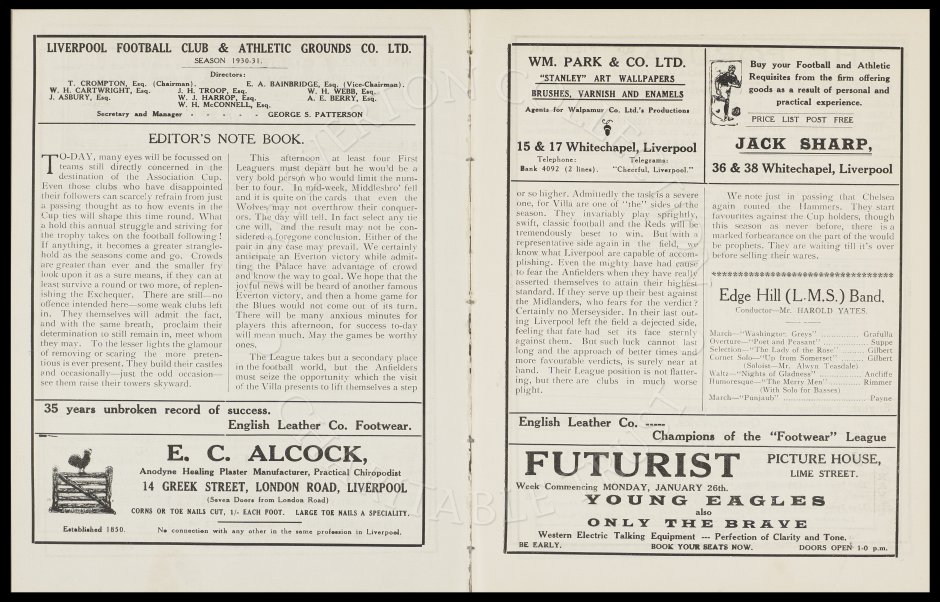 LIVERPOOL FOOTBALL CLUB & ATHLETIC GROUNDS CO. LTD.
SEASON 1930-31.
Directors:
T. CROMPTON, Esq. (Chairman), E. A. BAINBRIDGE, Esq. (Vice-Chairman).
W. H. CARTWRIGHT, Esq. J. H. TROOP, Esq. W. H. WEBB, Esq.
J. ASBURY, Esq. W. J. HARROP, Esq. A. E. BERRY, Esq.
W. H. McCONNELL, Esq.
Secretary and Manager - - - - - GEORGE S. PATTERSON
EDITOR'S NOTE BOOK.
TO-DAY, many eyes will be focussed on
teams still directly concerned in the
destination of the Association Cup.
Even those clubs who have disappointed
their followers can scarcely refrain from just
a passing thought as to how events in the
Cup ties will shape this time round. What
a hold this annual struggle and striving for
the trophy takes on the football following!
If anything, it becomes a greater strangle-
hold as the seasons come and go. Crowds
are greater than ever and the smaller fry
look upon it as a sure means, if they can at
least survive a round or two more, of replen-
ishing the Exchequer. There are still—no
offence intended here—some weak clubs left
in. They themselves will admit the fact,
and with the same breath, proclaim their
determination to still remain in, meet whom
they may. To the lesser lights the glamour
of removing or scaring the more preten-
tious is ever present. They build their castles
and occasionally—just the odd occasion—
see them raise their towers skyward.
This afternoon at least four First
Leaguers must depart but he would be a
very bold person who would limit the num-
ber to four. In mid-week, Middlesbro' fell
and it is quite on the cards that even the
Wolves may not overthrow their conquer-
ors. The day will tell. In fact select any tie
one will, and the result may not be con-
sidered a foregone conclusion. Either of the
pair in any case may prevail. We certainly
anticipate an Everton victory while admit-
ting the Palace have advantage of crowd
and know the way to goal. We hope that the
joyful news will be heard of another famous
Everton victory, and then a home game for
the Blues would not come out of its turn.
There will be many anxious minutes for
players this afternoon, for success to-day
will mean much. May the games be worthy
ones.
The League takes but a secondary place
in the football world, but the Anfielders
must seize the opportunity which the visit
of the Villa presents to lift themselves a step
35 years unbroken record of success.
English Leather Co. Footwear.
E. C. ALCOCK,
Anodyne Healing Plaster Manufacturer, Practical Chiropodist
14 GREEK STREET, LONDON ROAD, LIVERPOOL
(Seven Doors from London Road)
CORNS OR TOE NAILS CUT, 1/- EACH FOOT. LARGE TOE NAILS A SPECIALITY.
Established 1850. No connection with any other in the same profession in Liverpool.
WM. PARK & CO. LTD.
"STANLEY" ART WALLPAPERS
BRUSHES, VARNISH AND ENAMELS
Agents for Walpamur Co. Ltd.'s Productions
15 & 17 Whitechapel, Liverpool
Telephone: Telegrams:
Bank 4092 (2 lines). "Cheerful, Liverpool."
Buy your Football and Athletic
Requisites from the firm offering
goods as a result of personal and
practical experience.
PRICE LIST POST FREE
JACK SHARP,
36 & 38 Whitechapel, Liverpool
or so higher. Admittedly the task is a severe
one, for Villa are one of "the" sides of the
season. They invariably play sprightly,
swift, classic football and the Reds will be
tremendously beset to win. But with a
representative side again in the field, we
know what Liverpool are capable of accom-
plishing. Even the mighty have had cause
to fear the Anfielders when they have really
asserted themselves to attain their highest
standard. If they serve up their best against
the Midlanders, who fears for the verdict?
Certainly no Merseysider. In their last out-
ing Liverpool left the field a dejected side,
feeling that fate had set its face sternly
against them. But such luck cannot last
long and the approach of better times and
more favourable verdicts, is surely near at
hand. Their League position is not flatter-
ing, but there are clubs in much worse
plight.
We note just in passing that Chelsea
again routed the Hammers. They start
favourites against the Cup holders, though
this season as never before, there is a
marked forbearance on the part of the would
be prophets. They are waiting till it's over
before selling their wares.
Edge Hill (L.M.S.) Band.
Conductor—Mr. HAROLD YATES.
March—"Washington Greys" Grafulla
Overture—"Poet and Peasant" Suppe
Selection—"The Lady of the Rose" Gilbert
Cornet Solo—"Up from Somerset" Gilbert
(Soloist—Mr. Alwyn Teasdale)
Waltz—"Nights of Gladness" Ancliffe
Humoresque—"The Merry Men" Rimmer
(With Solo for Basses)
March—"Punjaub" Payne
English Leather Co. -----
Champions of the "Footwear" League
FUTURIST PICTURE HOUSE,
LIME STREET.
Week Commencing MONDAY, JANUARY 26th.
YOUNG EAGLES
also
ONLY THE BRAVE
Western Electric Talking Equipment --- Perfection of Clarity and Tone.
BE EARLY. BOOK YOUR SEATS NOW. DOORS OPEN 1-0 p.m.